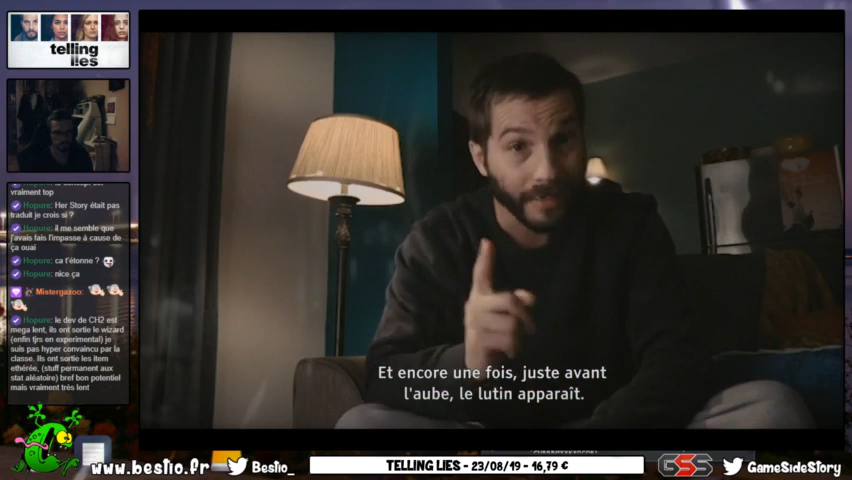 telling
lies
vraiment top
Hopure: Her Story était pas
traduit je crois si ?
Hopure: il me semble que
j'avais fais l'impasse à cause de
ça ouai
Hopure: ca t'étonne ?
Hopure: nice ça
Mistergazoo:
Hopure: le dev de CH2 est
mega lent, ils ont sortie le wizard
(enfin tjrs en experimental) je
suis pas hyper convaincu par la
classe. Ils ont sorties les item
ethérée, (stuff permanent aux
stat aléatoire) bref bon potentiel
mais vraiment très lent
Et encore une fois, juste avant
l'aube, le lutin apparaît.
www.bestio.fr
Bestio_
TELLING LIES - 23/08/19 - 16,79 €
GSS
GameSideStory